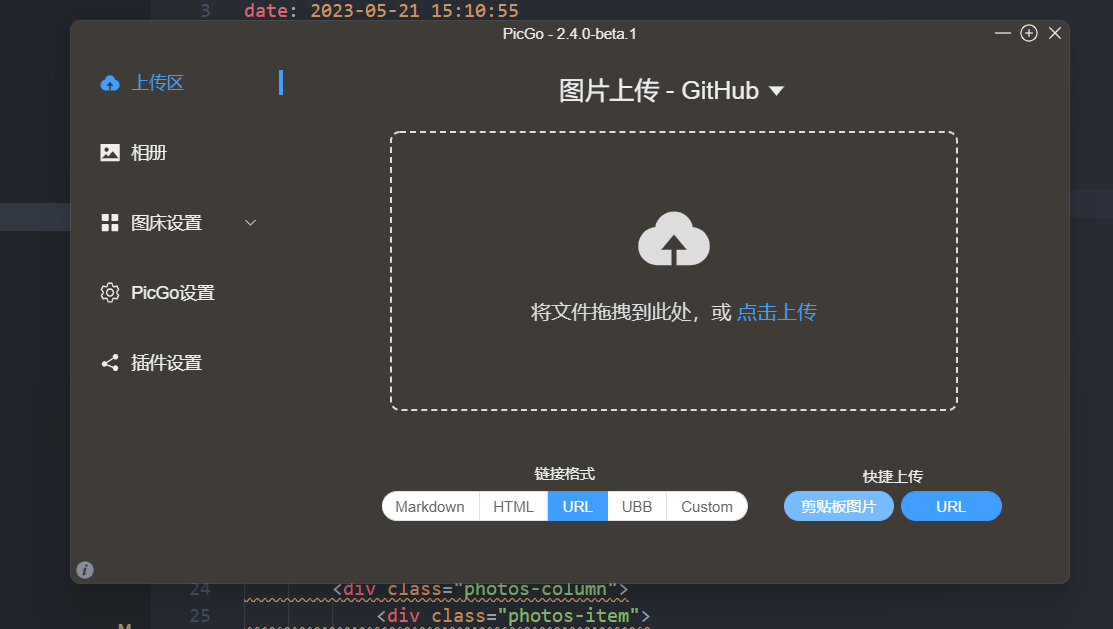 3 date: 2023-05-21 15:10:55
PicGo - 2.4.0-beta.1
上传区
相册
图床设置
PicGo设置
插件设置
图片上传 - GitHub
将文件拖拽到此处，或 点击上传
链接格式
Markdown HTML URL UBB Custom
快捷上传
剪贴板图片 URL
i
24 <div class="photos-column">
25 <div class="photos-item">
M